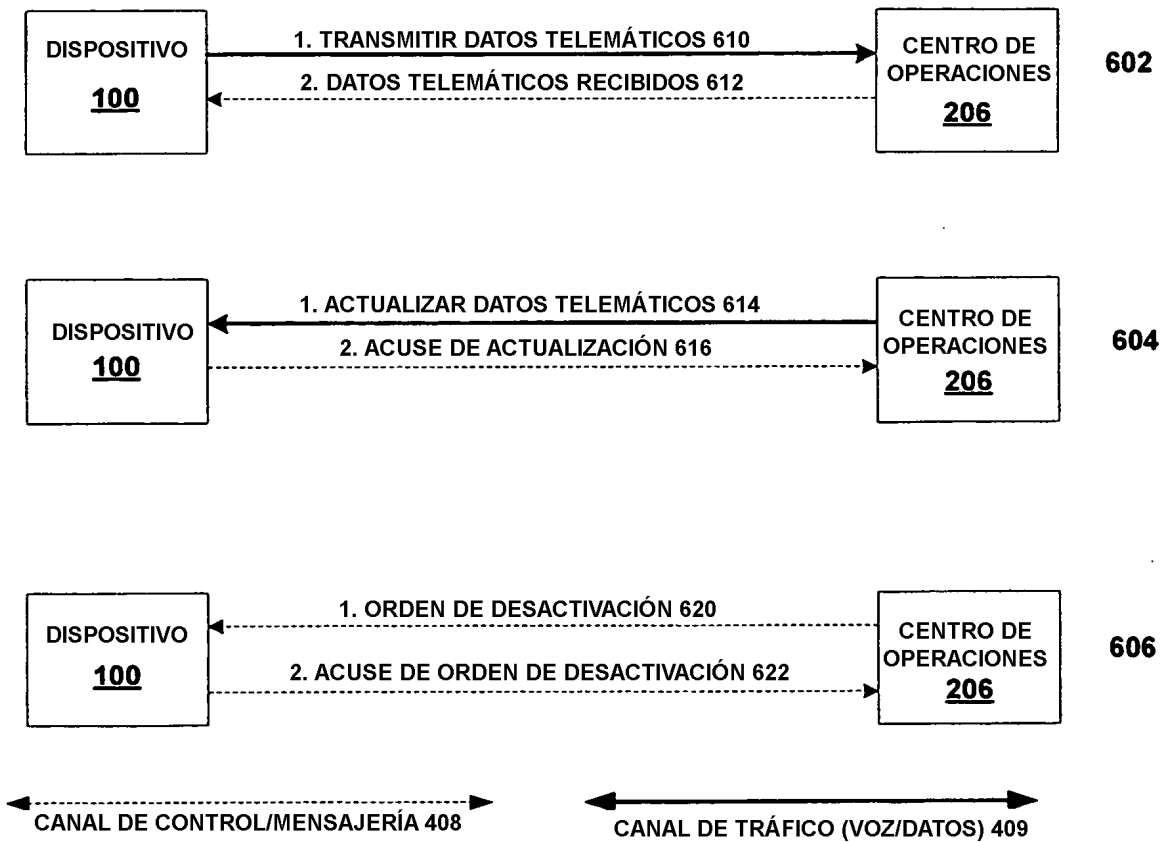 DISPOSITIVO
100
1. TRANSMITIR DATOS TELEMÁTICOS 610
2. DATOS TELEMÁTICOS RECIBIDOS 612
CENTRO DE
OPERACIONES
206
602
DISPOSITIVO
100
1. ACTUALIZAR DATOS TELEMÁTICOS 614
2. ACUSE DE ACTUALIZACIÓN 616
CENTRO DE
OPERACIONES
206
604
DISPOSITIVO
100
1. ORDEN DE DESACTIVACIÓN 620
2. ACUSE DE ORDEN DE DESACTIVACIÓN 622
CENTRO DE
OPERACIONES
206
606
CANAL DE CONTROL/MENSAJERÍA 408
CANAL DE TRÁFICO (VOZ/DATOS) 409